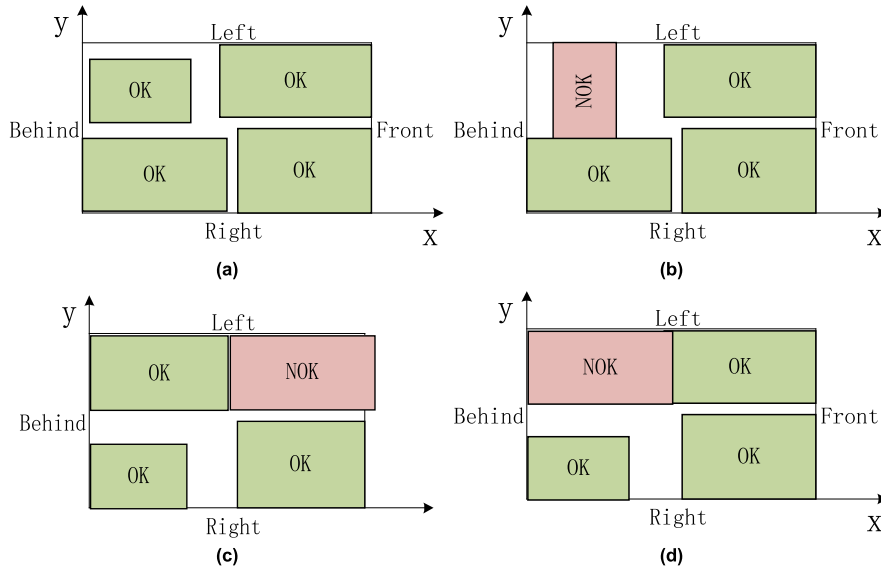 y
Left
OK
OK
Behind
Front
OK
OK
Right
X
(a)
y
Left
NOK
OK
Behind
Front
OK
OK
Right
X
(b)
y
Left
OK
NOK
Behind
OK
OK
Right
(c)
y
Left
NOK
OK
Behind
Front
OK
OK
Right
X
(d)